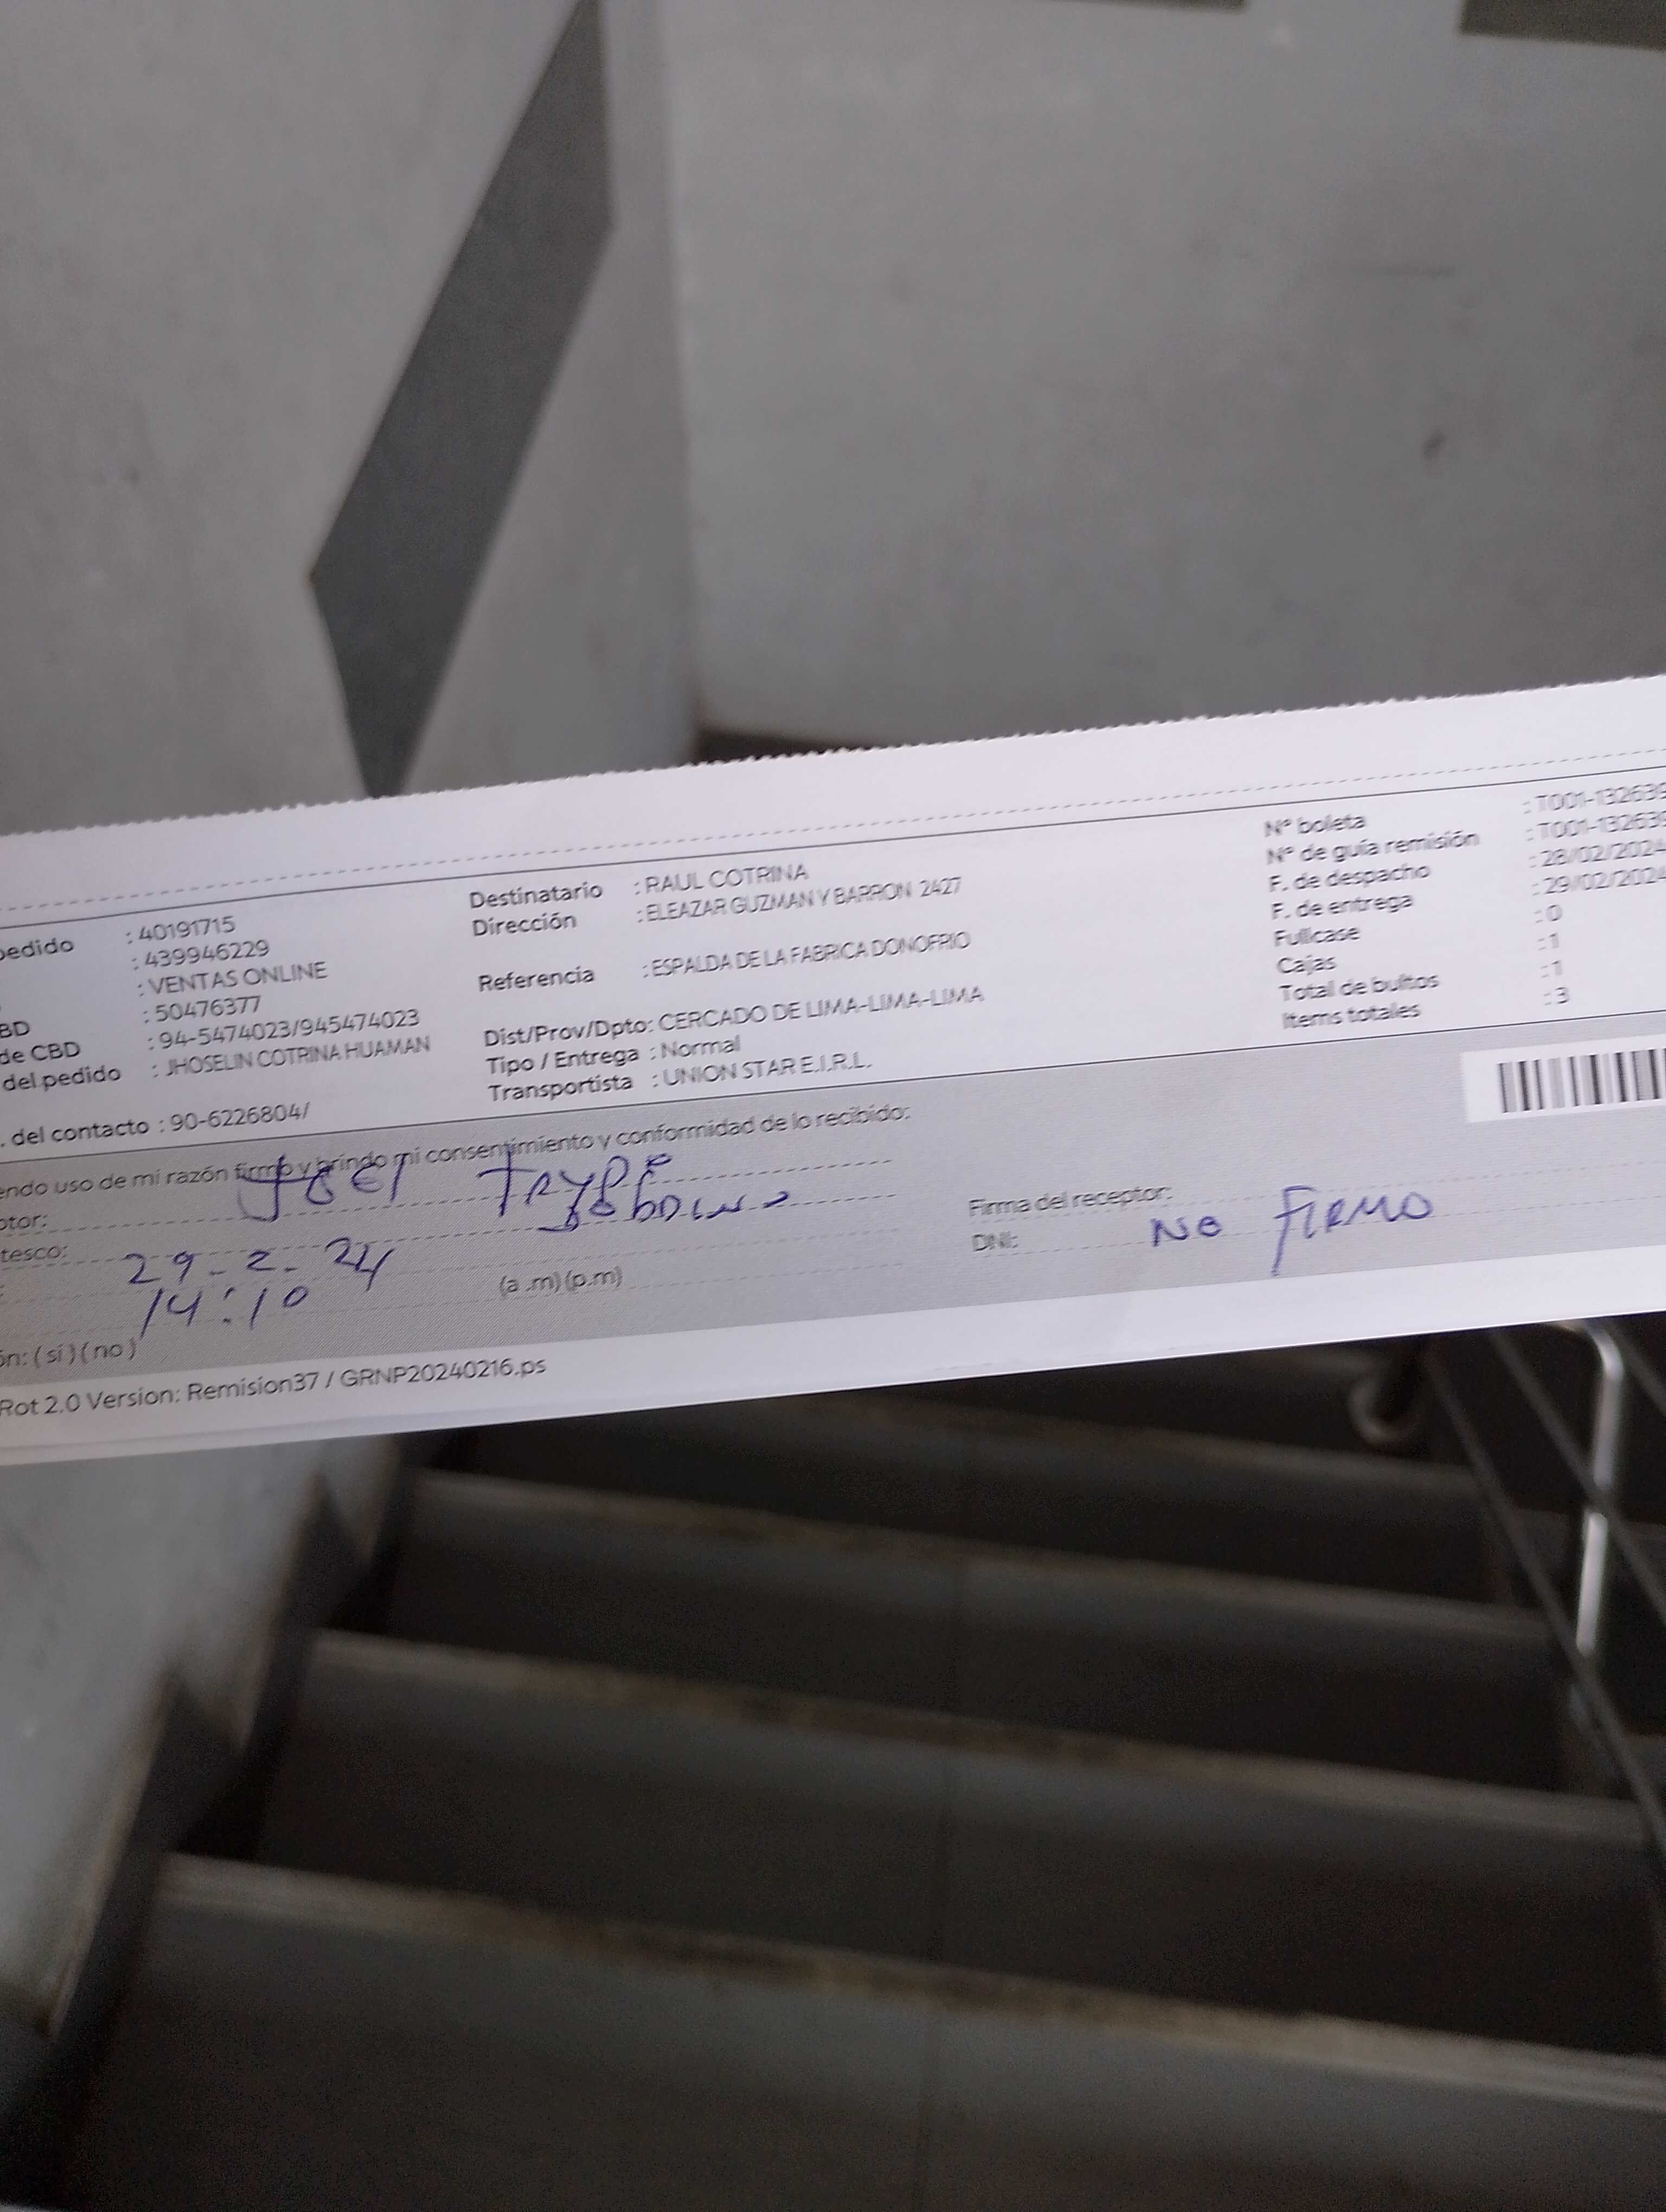 pedido : 40191715
: 439946229
: VENTAS ONLINE
BD : 50476377
de CBD : 94-5474023/945474023
del pedido : JHOSELIN COTRINA HUAMAN
. del contacto : 90-6226804/
Destinatario : RAUL COTRINA
Dirección : ELEAZAR GUZMAN Y BARRON 2427
Referencia : ESPALDA DE LA FABRICA DONOFRIO
Dist/Prov/Dpto: CERCADO DE LIMA-LIMA-LIMA
Tipo / Entrega : Normal
Transportista : UNION STAR E.I.R.L.
N° boleta : T001-132639
N° de guía remisión : T001-132639
F. de despacho : 28/02/2024
F. de entrega : 29/02/2024
Fullcase : 0
Cajas : 1
Total de bultos : 1
Items totales : 3
endo uso de mi razón firmo y brindo mi consentimiento y conformidad de lo recibido:
ptor: Joel
tesco:
29-2-24
14:10 (a .m) (p.m)
Firma del receptor:
DNI: NO FIRMO
ón: ( si ) ( no )
Rot 2.0 Version: Remision37 / GRNP20240216.ps